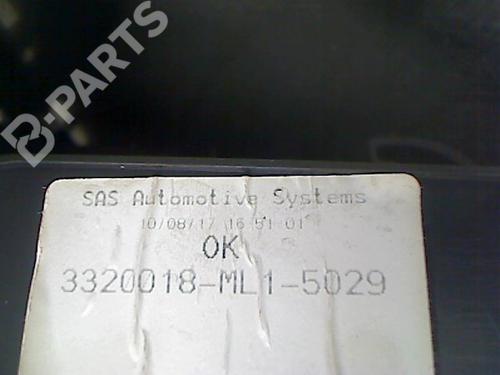 B-PARTS
SAS Automotive Systems
10/08/17 16:51:01
OK
3320018-ML1-5029